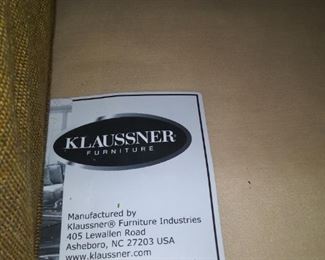 KLAUSSNER®
FURNITURE
Manufactured by
Klaussner® Furniture Industries
405 Lewallen Road
Asheboro, NC 27203 USA
www.klaussner.com